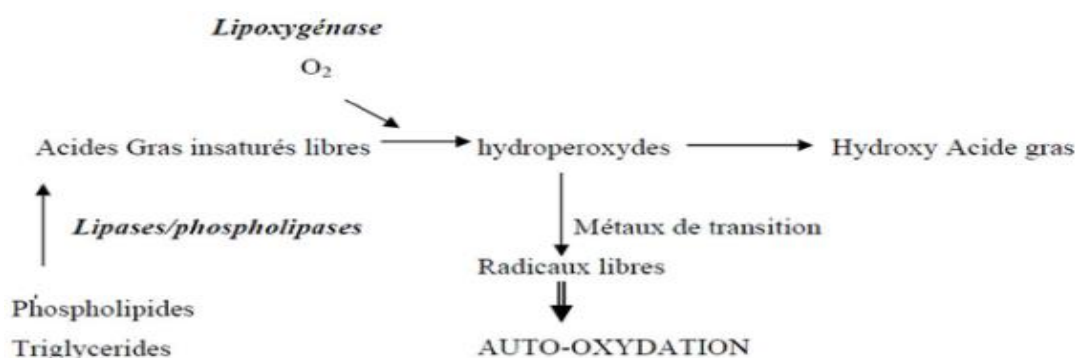 Lipoxygénase
O₂
Acides Gras insaturés libres
hydroperoxydes
Hydroxy Acide gras
Lipases/phospholipases
Métaux de transition
Radicaux libres
Phospholipides
Triglycerides
AUTO-OXYDATION